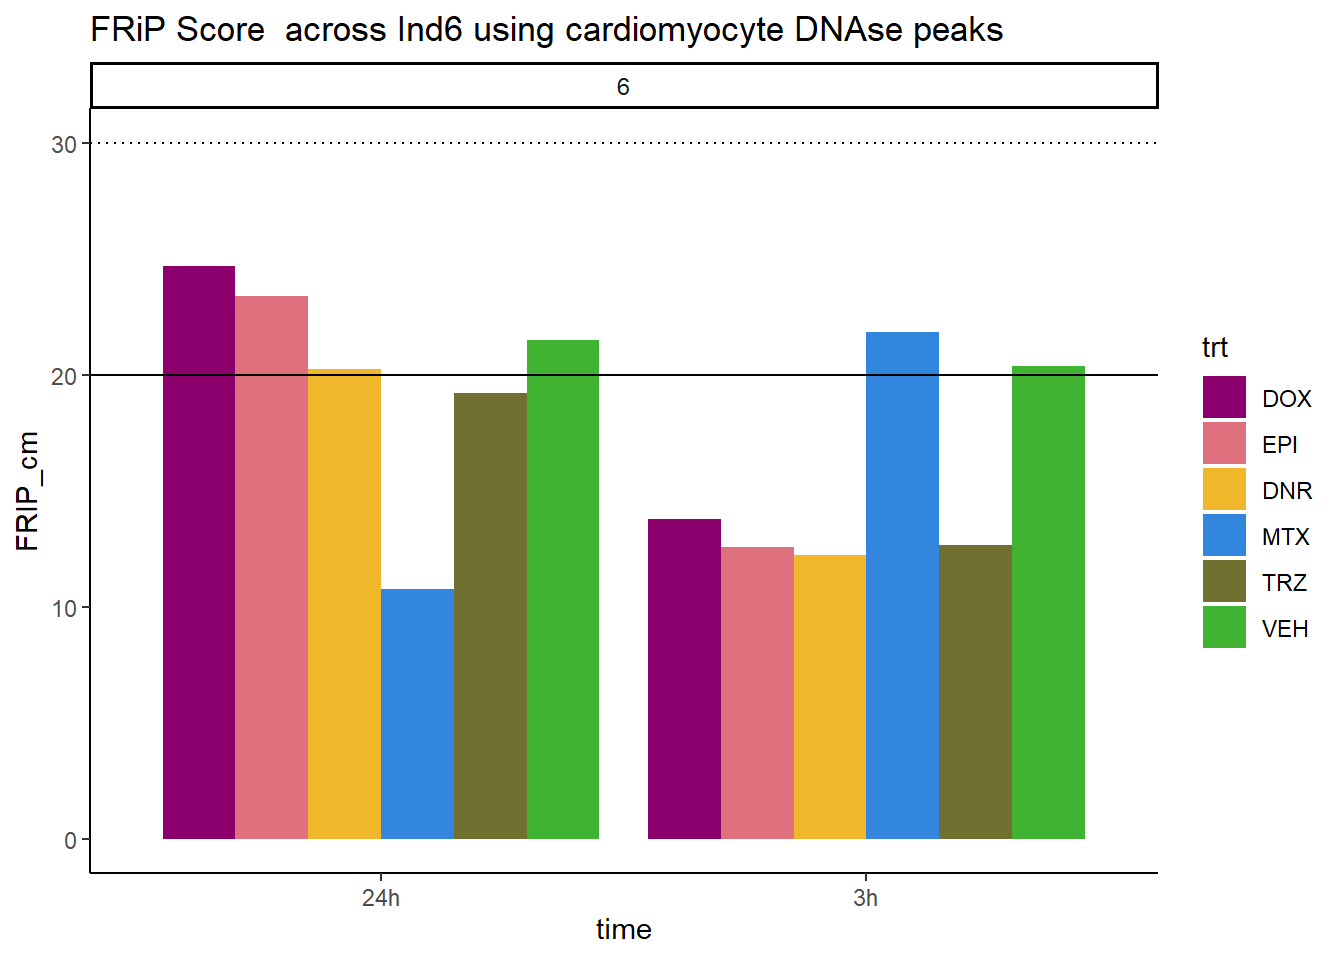 FRiP Score  across Ind6 using cardiomyocyte DNAse peaks
6
30
20
10
0
FRIP_cm
24h
3h
time
trt
DOX
EPI
DNR
MTX
TRZ
VEH